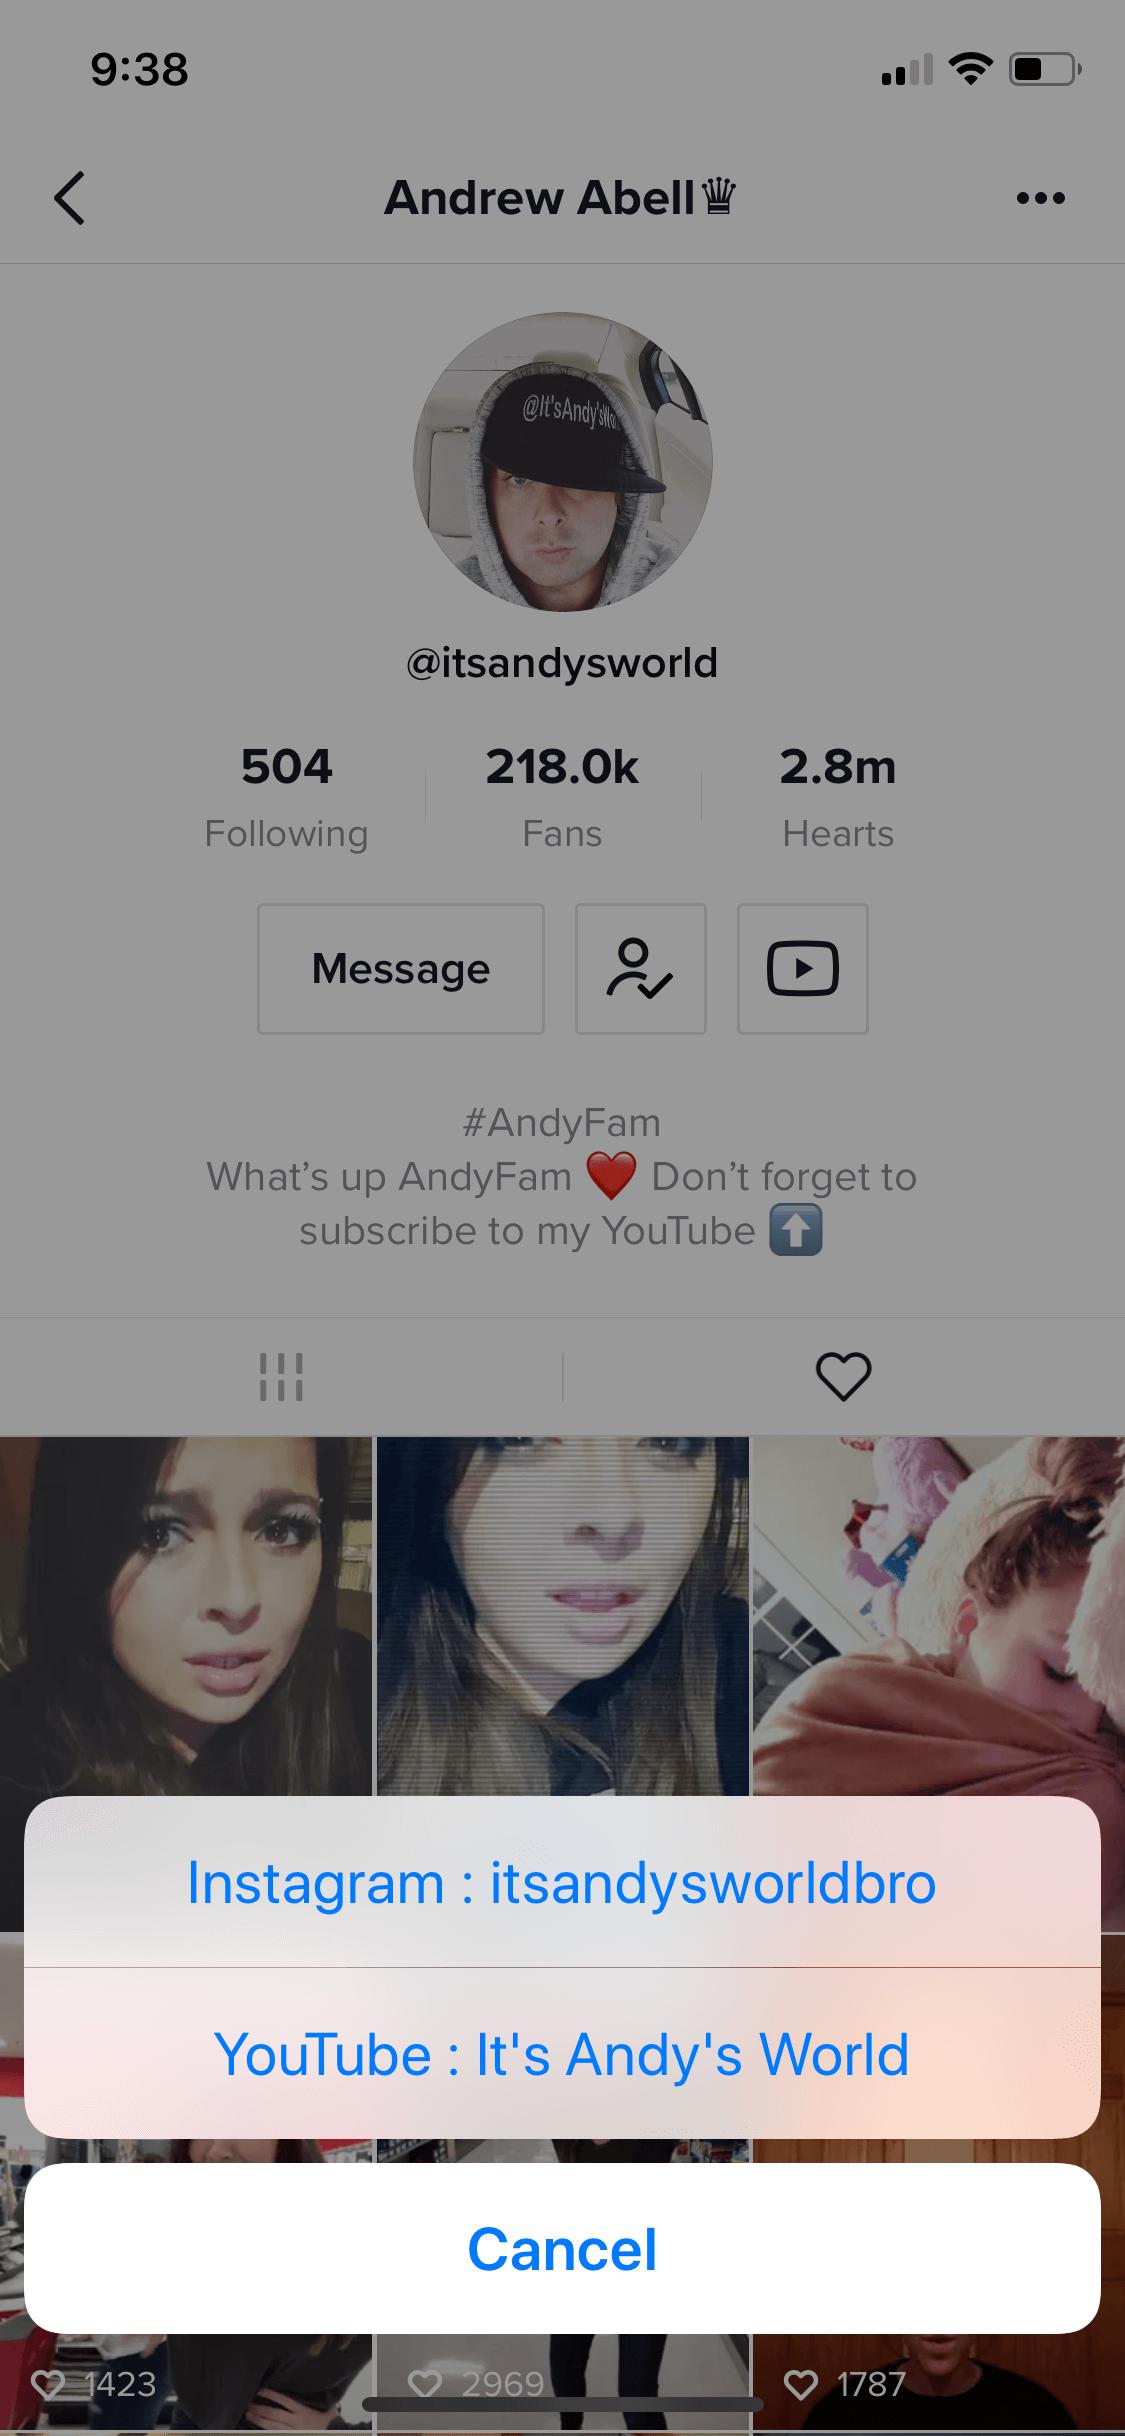 9:38
Andrew Abell♛
@It'sAndy's
@itsandysworld
504 218.0k 2.8m
Following Fans Hearts
Message
#AndyFam
What’s up AndyFam ❤️ Don’t forget to
subscribe to my YouTube ⬆️
Instagram : itsandysworldbro
YouTube : It's Andy's World
Cancel
1423 2969 1787